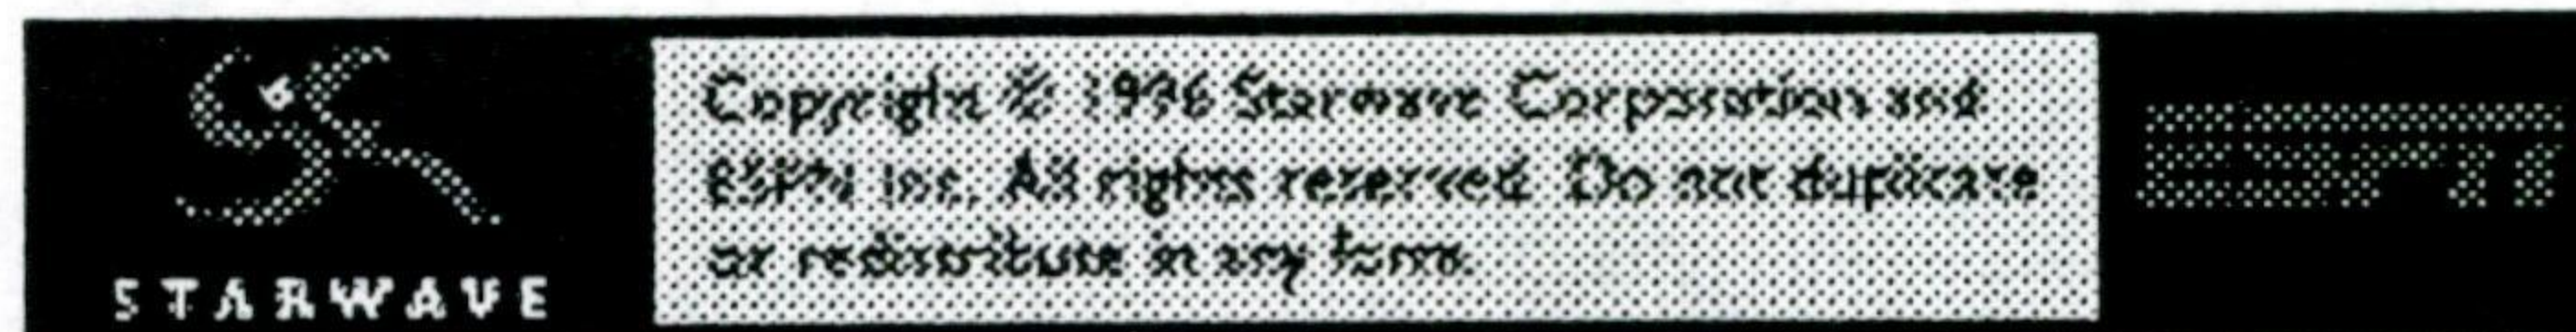 STARWAVE
Copyright © 1996 Starwave Corporation and
ESPN Inc. All rights reserved. Do not duplicate
or redistribute in any form.
ESPN